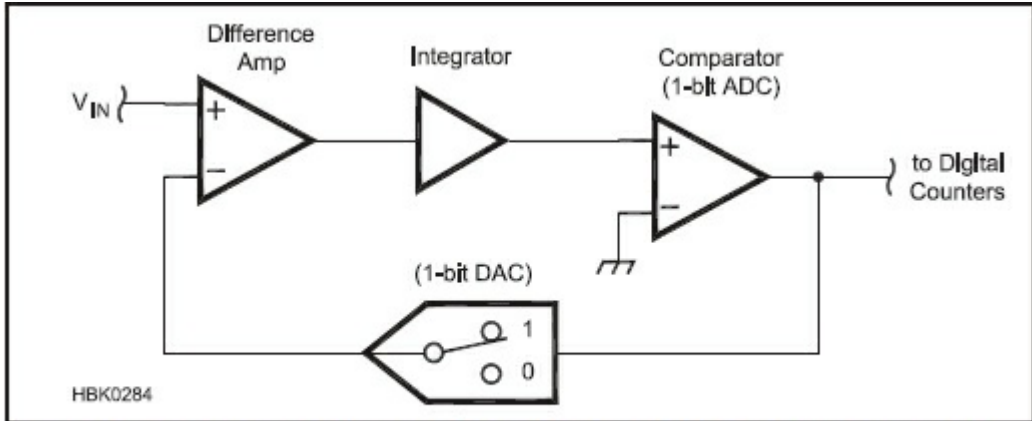 Difference
Amp
Integrator
Comparator
(1-bit ADC)
VIN
+
−
+
−
to Digital
Counters
(1-bit DAC)
1
0
HBK0284